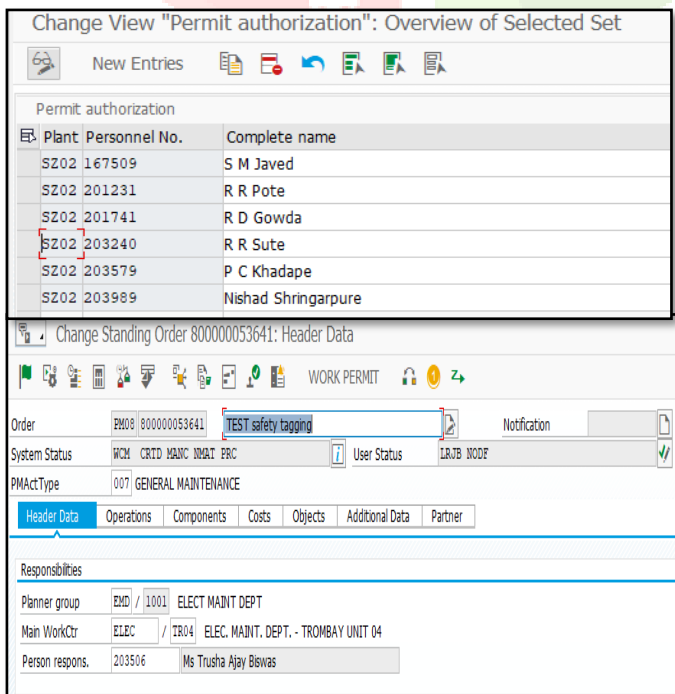 Change View "Permit authorization": Overview of Selected Set
New Entries
Permit authorization
Plant Personnel No. Complete name
SZ02 167509 S M Javed
SZ02 201231 R R Pote
SZ02 201741 R D Gowda
SZ02 203240 R R Sute
SZ02 203579 P C Khadape
SZ02 203989 Nishad Shringarpure
Change Standing Order 800000053641: Header Data
WORK PERMIT
Order PM08 800000053641 TEST safety tagging Notification
System Status WCM CRTD MANC NMAT PRC User Status LRJB NODF
PMActType 007 GENERAL MAINTENANCE
Header Data Operations Components Costs Objects Additional Data Partner
Responsibilities
Planner group EMD / 1001 ELECT MAINT DEPT
Main WorkCtr ELEC / TR04 ELEC. MAINT. DEPT. - TROMBAY UNIT 04
Person respons. 203506 Ms Trusha Ajay Biswas